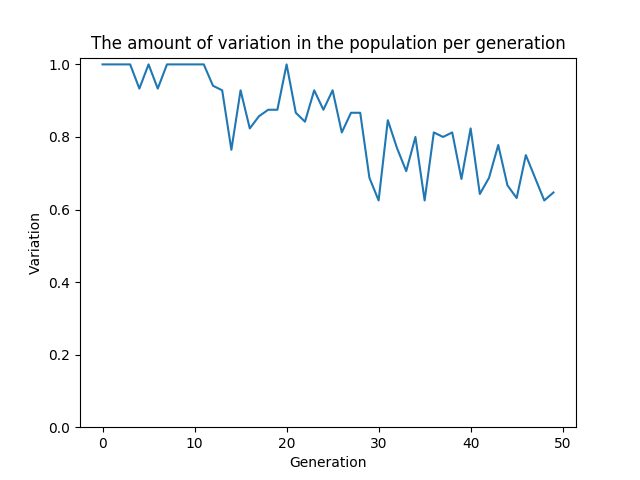 The amount of variation in the population per generation
1.0
0.8
0.6
0.4
0.2
0.0
Variation
0 10 20 30 40 50
Generation